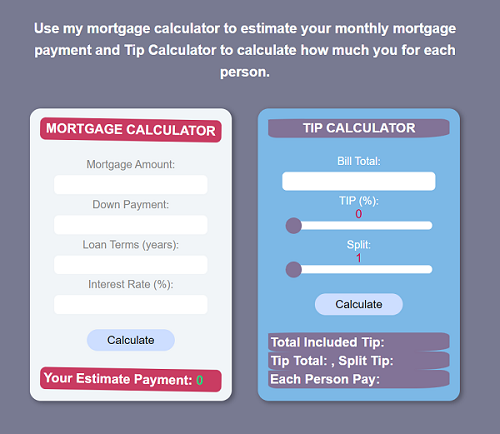 Use my mortgage calculator to estimate your monthly mortgage
payment and Tip Calculator to calculate how much you for each
person.
MORTGAGE CALCULATOR
Mortgage Amount:
Down Payment:
Loan Terms (years):
Interest Rate (%):
Calculate
Your Estimate Payment: 0
TIP CALCULATOR
Bill Total:
TIP (%):
0
Split:
1
Calculate
Total Included Tip:
Tip Total: , Split Tip:
Each Person Pay: